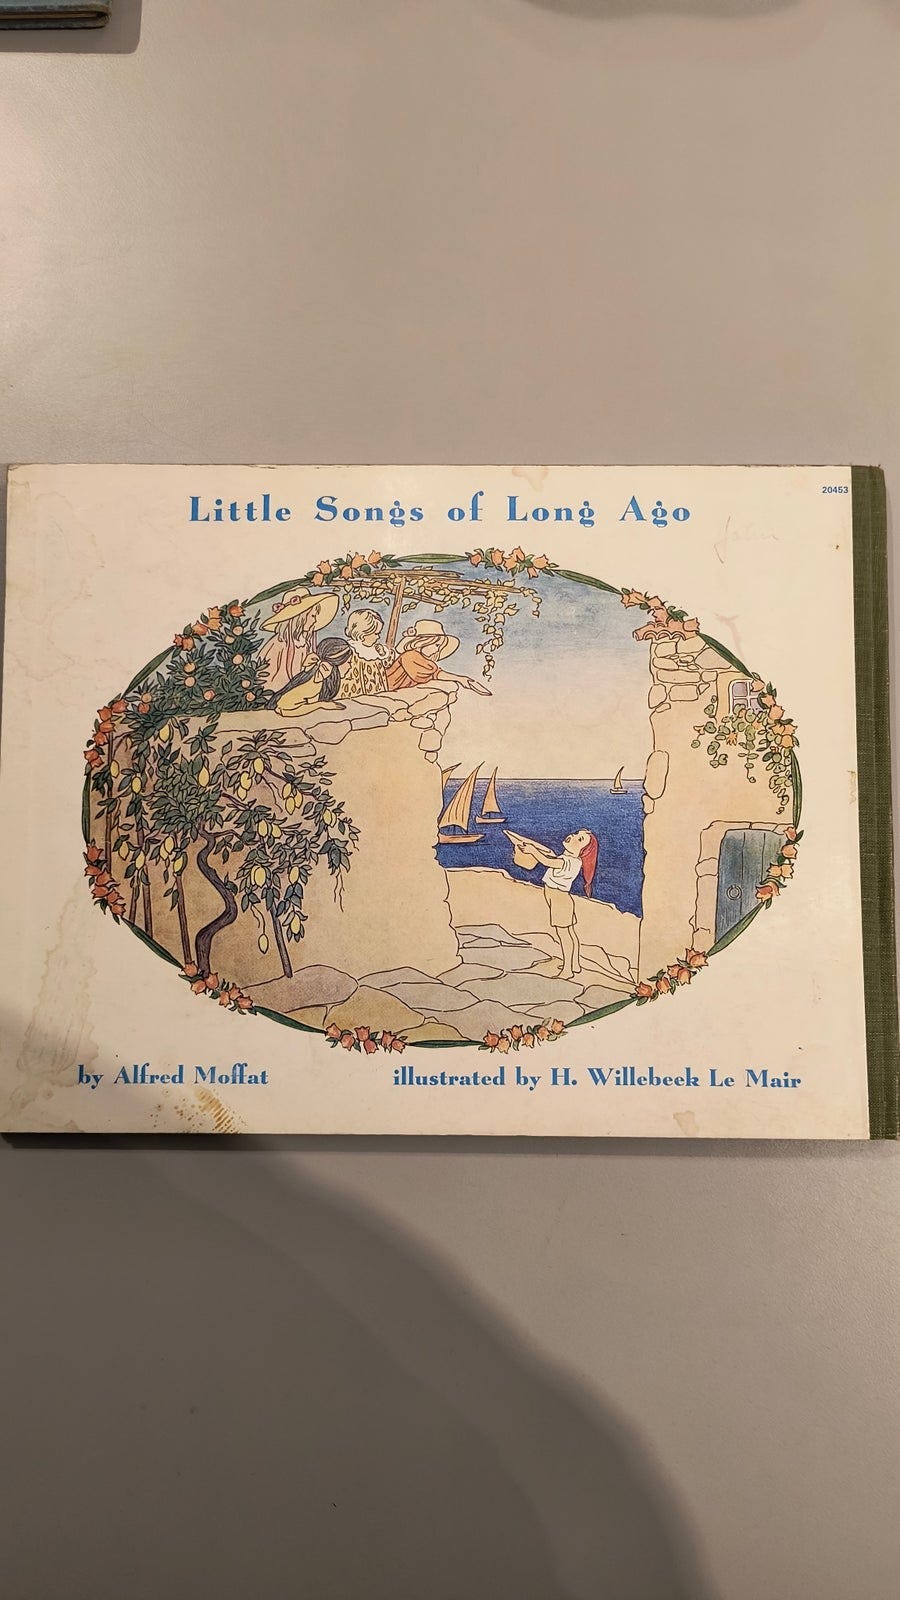 20453
Little Songs of Long Ago
by Alfred Moffat
illustrated by H. Willebeek Le Mair